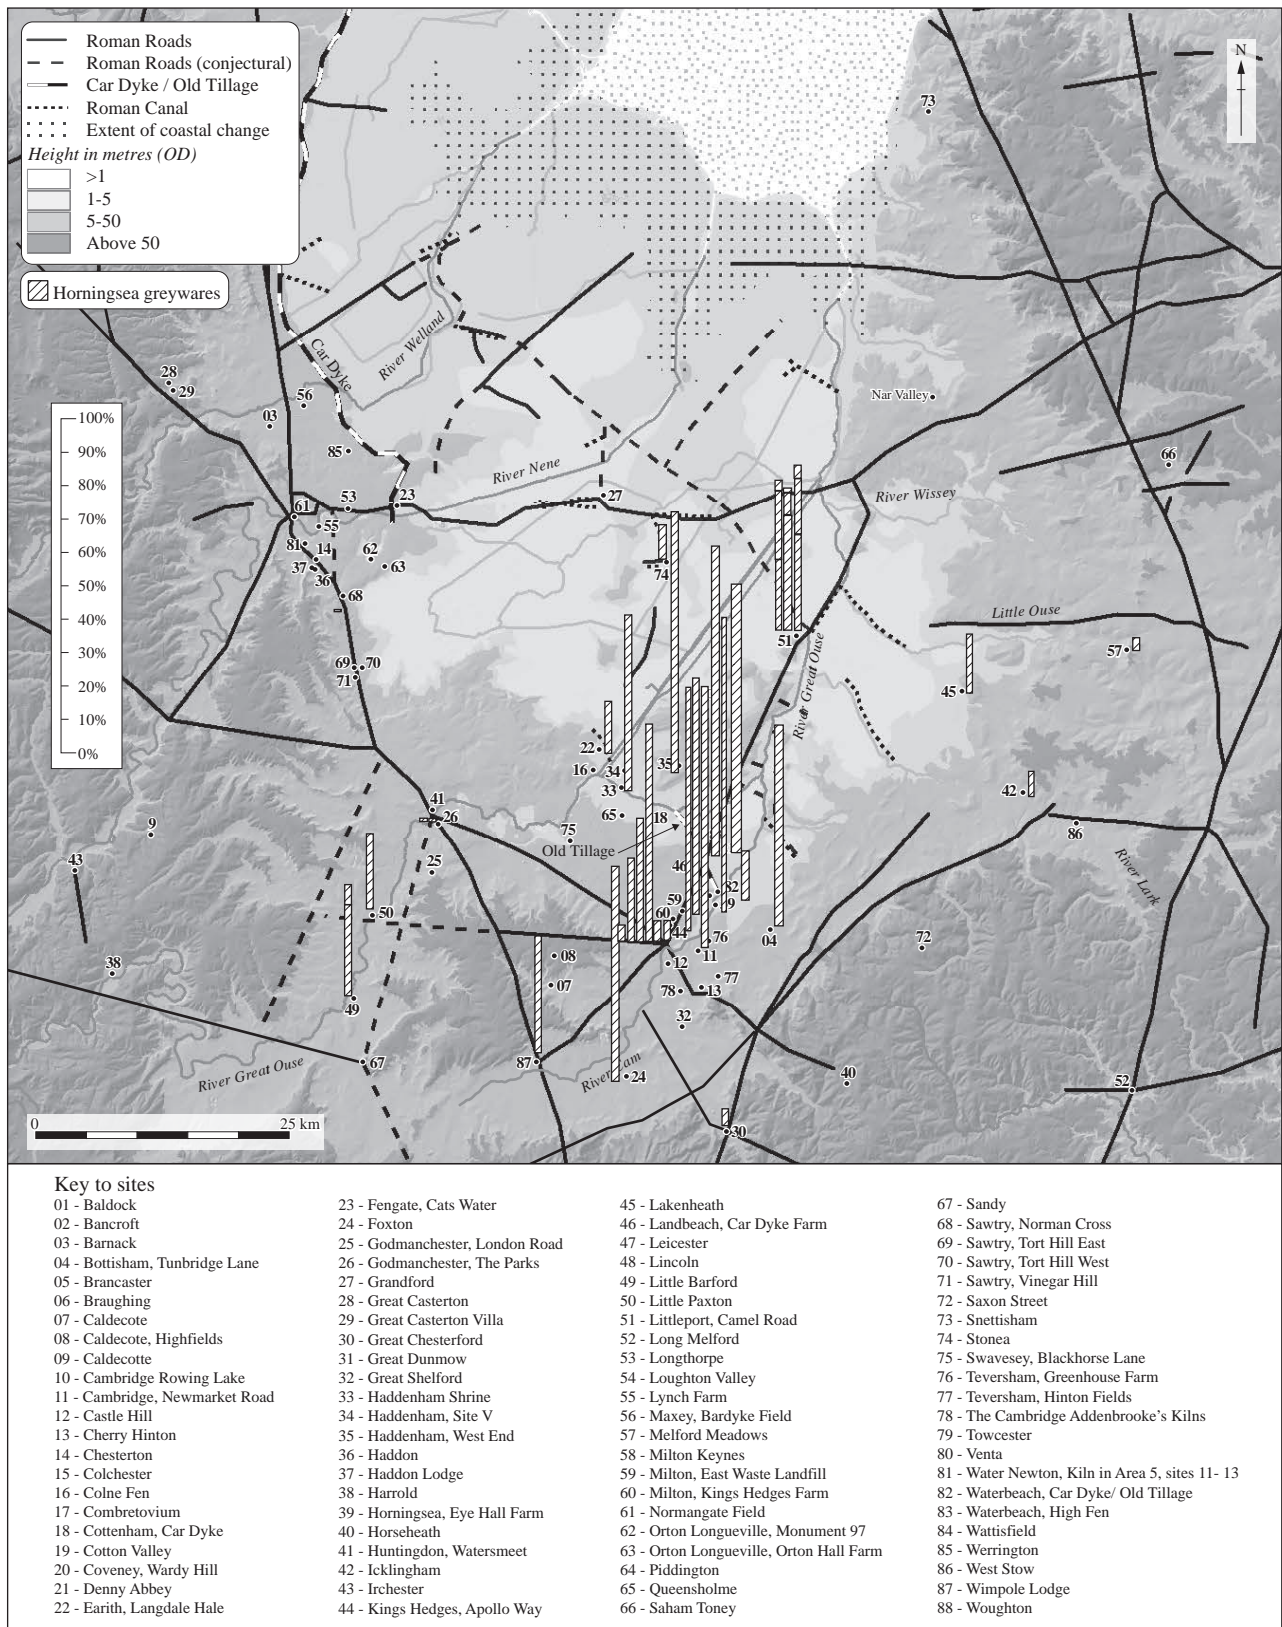 Roman Roads
Roman Roads (conjectural)
Car Dyke / Old Tillage
Roman Canal
Extent of coastal change
Height in metres (OD)
>1
1-5
5-50
Above 50
Horningsea greywares
N
73
28
29
56
03
Car Dyke
River Welland
Nar Valley
100%
90%
80%
70%
60%
50%
40%
30%
20%
10%
0%
85
66
River Nene
River Wissey
61
53
23
27
55
81
14
62
63
37
36
74
68
Little Ouse
51
57
69
70
71
45
River Great Ouse
22
16
34
35
33
42
41
26
65
18
86
9
75
Old Tillage
43
25
46
River Lark
82
59
9
50
60
44
76
04
72
08
12
11
38
07
77
78
13
49
32
67
87
River Cam
24
40
52
River Great Ouse
30
0
25 km
Key to sites
01 - Baldock
02 - Bancroft
03 - Barnack
04 - Bottisham, Tunbridge Lane
05 - Brancaster
06 - Braughing
07 - Caldecote
08 - Caldecote, Highfields
09 - Caldecotte
10 - Cambridge Rowing Lake
11 - Cambridge, Newmarket Road
12 - Castle Hill
13 - Cherry Hinton
14 - Chesterton
15 - Colchester
16 - Colne Fen
17 - Combretovium
18 - Cottenham, Car Dyke
19 - Cotton Valley
20 - Coveney, Wardy Hill
21 - Denny Abbey
22 - Earith, Langdale Hale
23 - Fengate, Cats Water
24 - Foxton
25 - Godmanchester, London Road
26 - Godmanchester, The Parks
27 - Grandford
28 - Great Casterton
29 - Great Casterton Villa
30 - Great Chesterford
31 - Great Dunmow
32 - Great Shelford
33 - Haddenham Shrine
34 - Haddenham, Site V
35 - Haddenham, West End
36 - Haddon
37 - Haddon Lodge
38 - Harrold
39 - Horningsea, Eye Hall Farm
40 - Horseheath
41 - Huntingdon, Watersmeet
42 - Icklingham
43 - Irchester
44 - Kings Hedges, Apollo Way
45 - Lakenheath
46 - Landbeach, Car Dyke Farm
47 - Leicester
48 - Lincoln
49 - Little Barford
50 - Little Paxton
51 - Littleport, Camel Road
52 - Long Melford
53 - Longthorpe
54 - Loughton Valley
55 - Lynch Farm
56 - Maxey, Bardyke Field
57 - Melford Meadows
58 - Milton Keynes
59 - Milton, East Waste Landfill
60 - Milton, Kings Hedges Farm
61 - Normangate Field
62 - Orton Longueville, Monument 97
63 - Orton Longueville, Orton Hall Farm
64 - Piddington
65 - Queensholme
66 - Saham Toney
67 - Sandy
68 - Sawtry, Norman Cross
69 - Sawtry, Tort Hill East
70 - Sawtry, Tort Hill West
71 - Sawtry, Vinegar Hill
72 - Saxon Street
73 - Snettisham
74 - Stonea
75 - Swavesey, Blackhorse Lane
76 - Teversham, Greenhouse Farm
77 - Teversham, Hinton Fields
78 - The Cambridge Addenbrooke's Kilns
79 - Towcester
80 - Venta
81 - Water Newton, Kiln in Area 5, sites 11- 13
82 - Waterbeach, Car Dyke/ Old Tillage
83 - Waterbeach, High Fen
84 - Wattisfield
85 - Werrington
86 - West Stow
87 - Wimpole Lodge
88 - Woughton